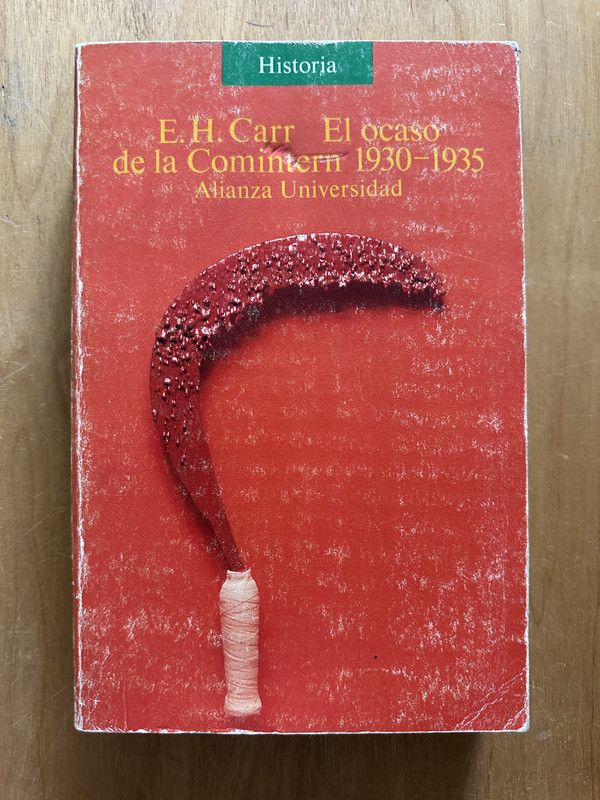 Historia
E. H. Carr El ocaso
de la Comintern 1930-1935
Alianza Universidad